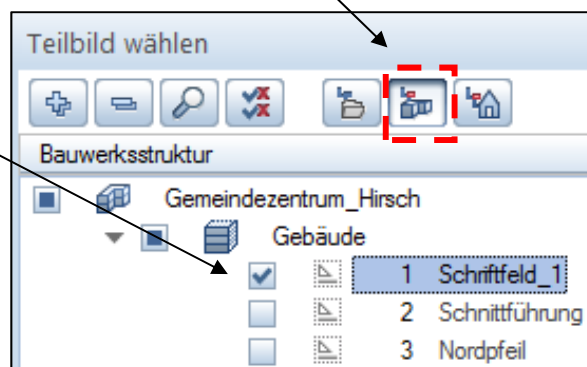 Teilbild wählen
Bauwerksstruktur
Gemeindezentrum_Hirsch
Gebäude
1 Schriftfeld_1
2 Schnittführung
3 Nordpfeil